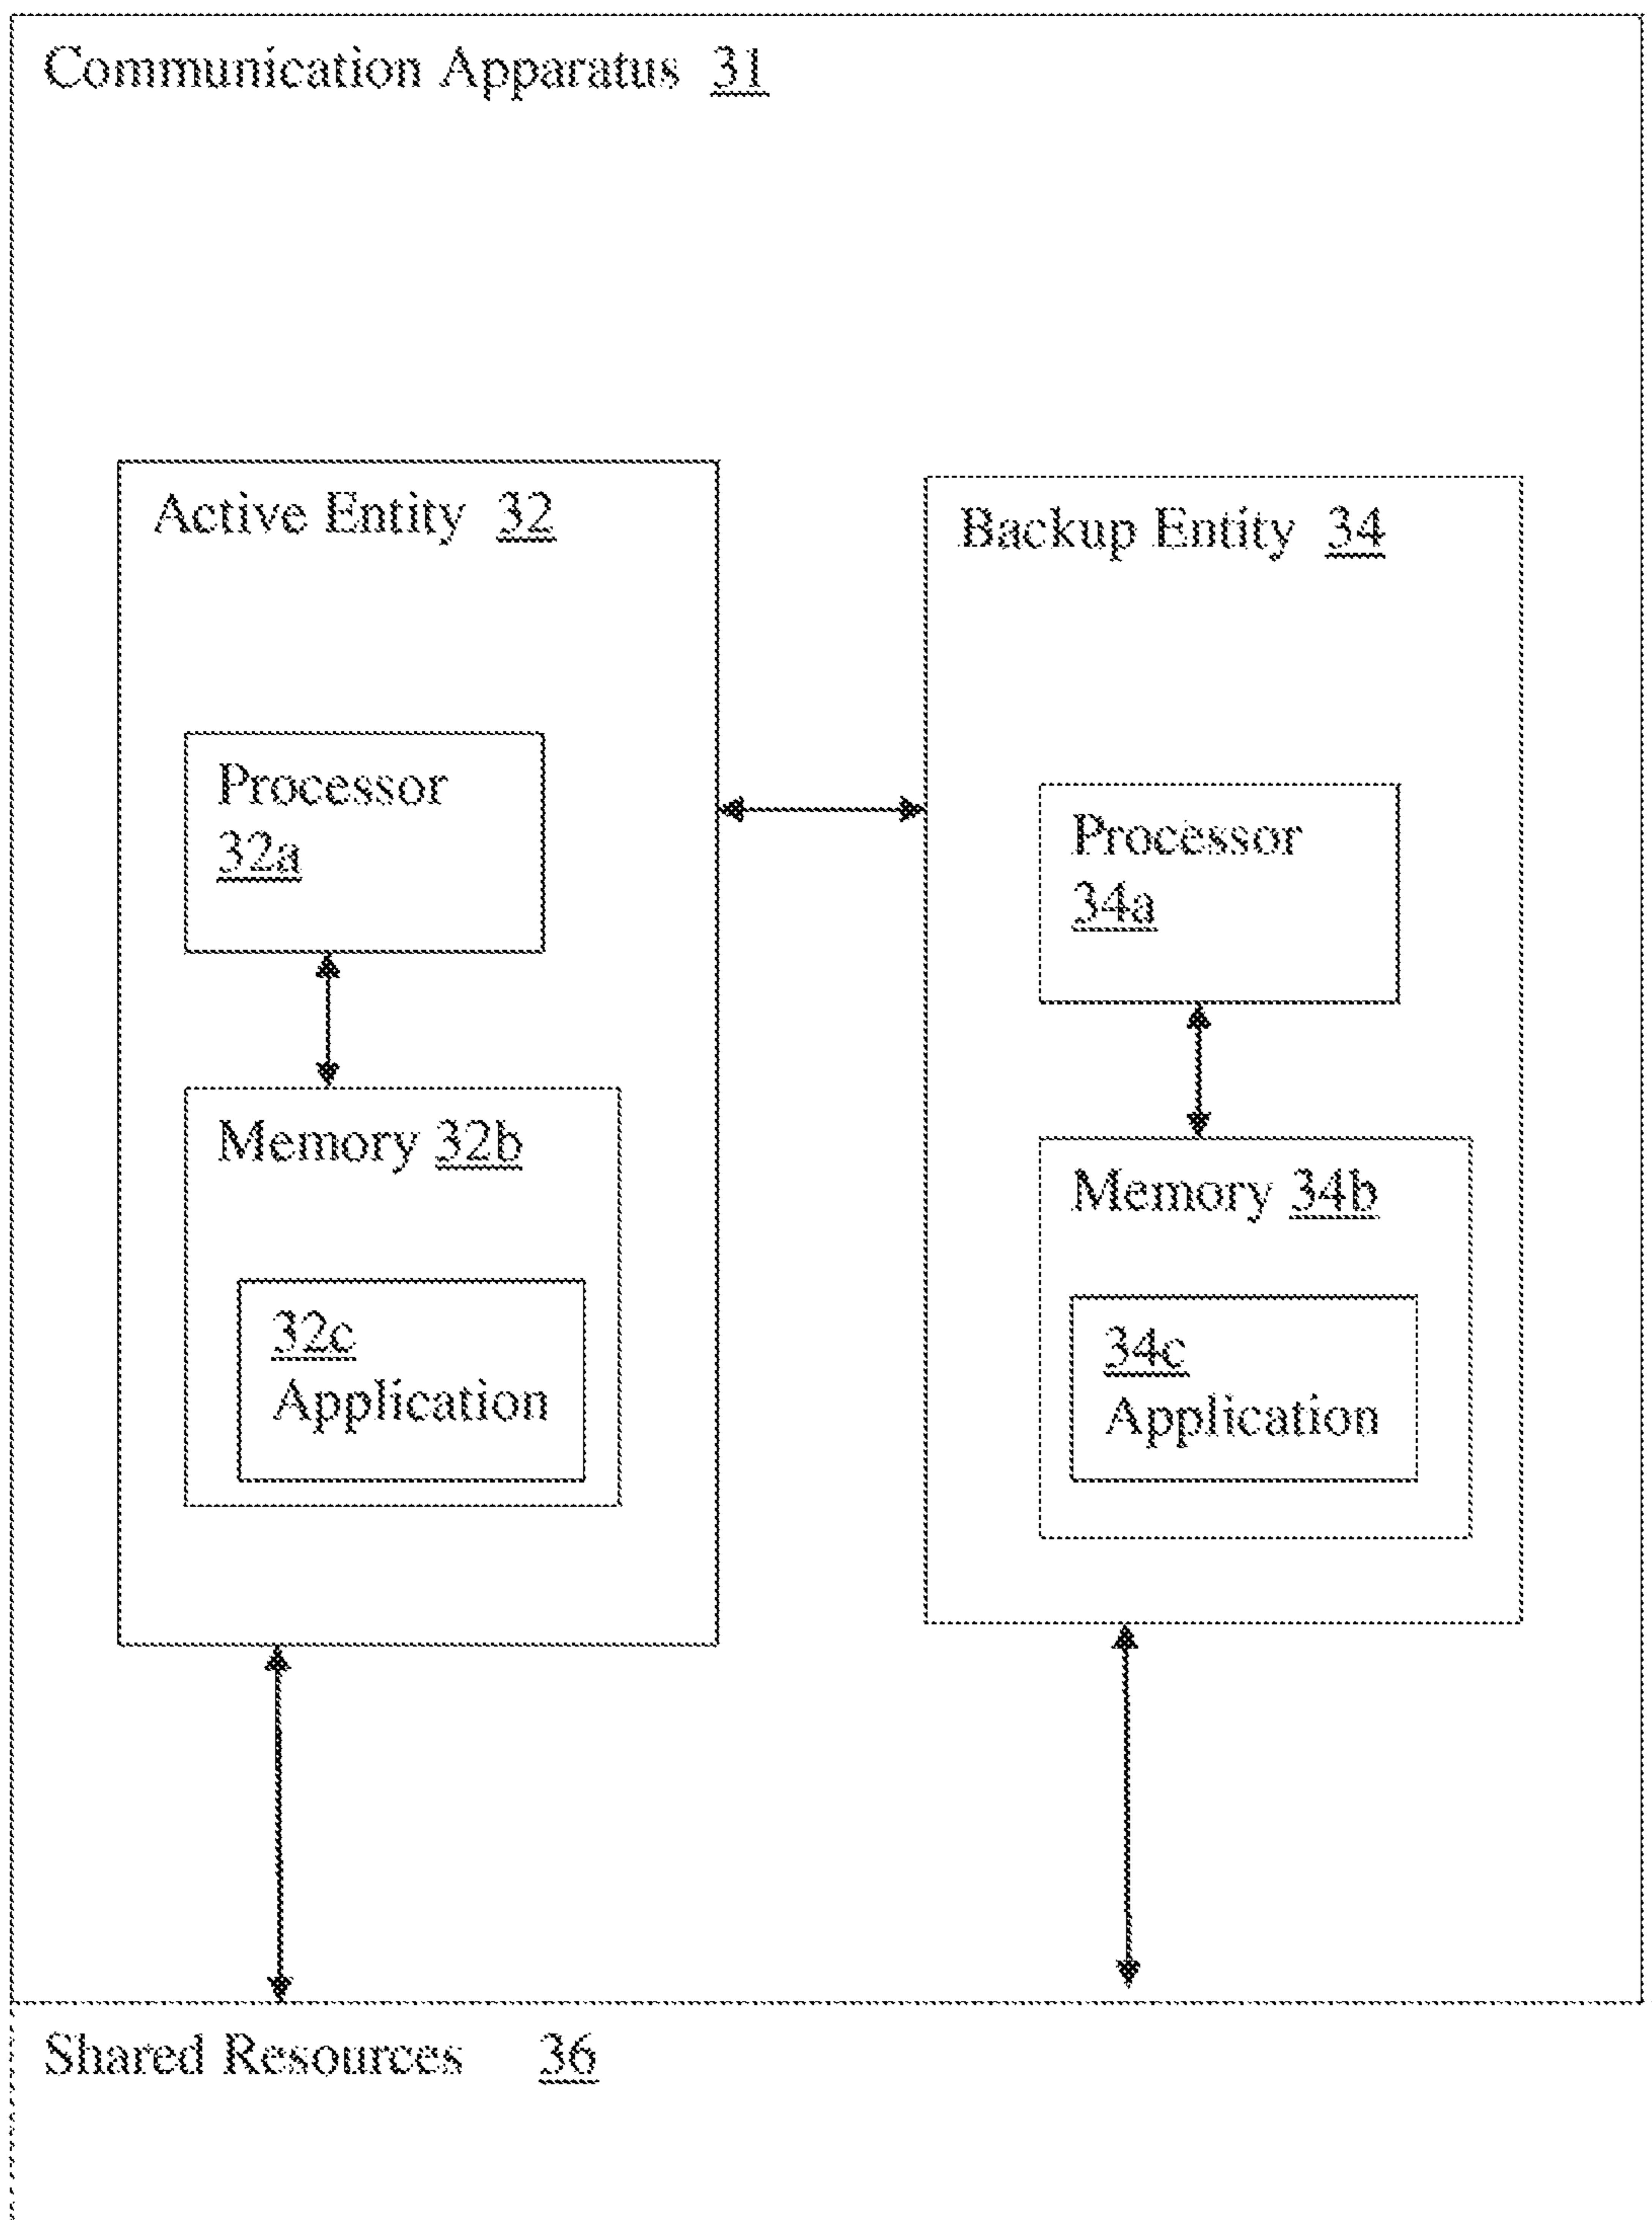 Communication Apparatus 31
Active Entity 32
Processor
32a
Memory 32b
32c
Application
Backup Entity 34
Processor
34a
Memory 34b
34c
Application
Shared Resources 36